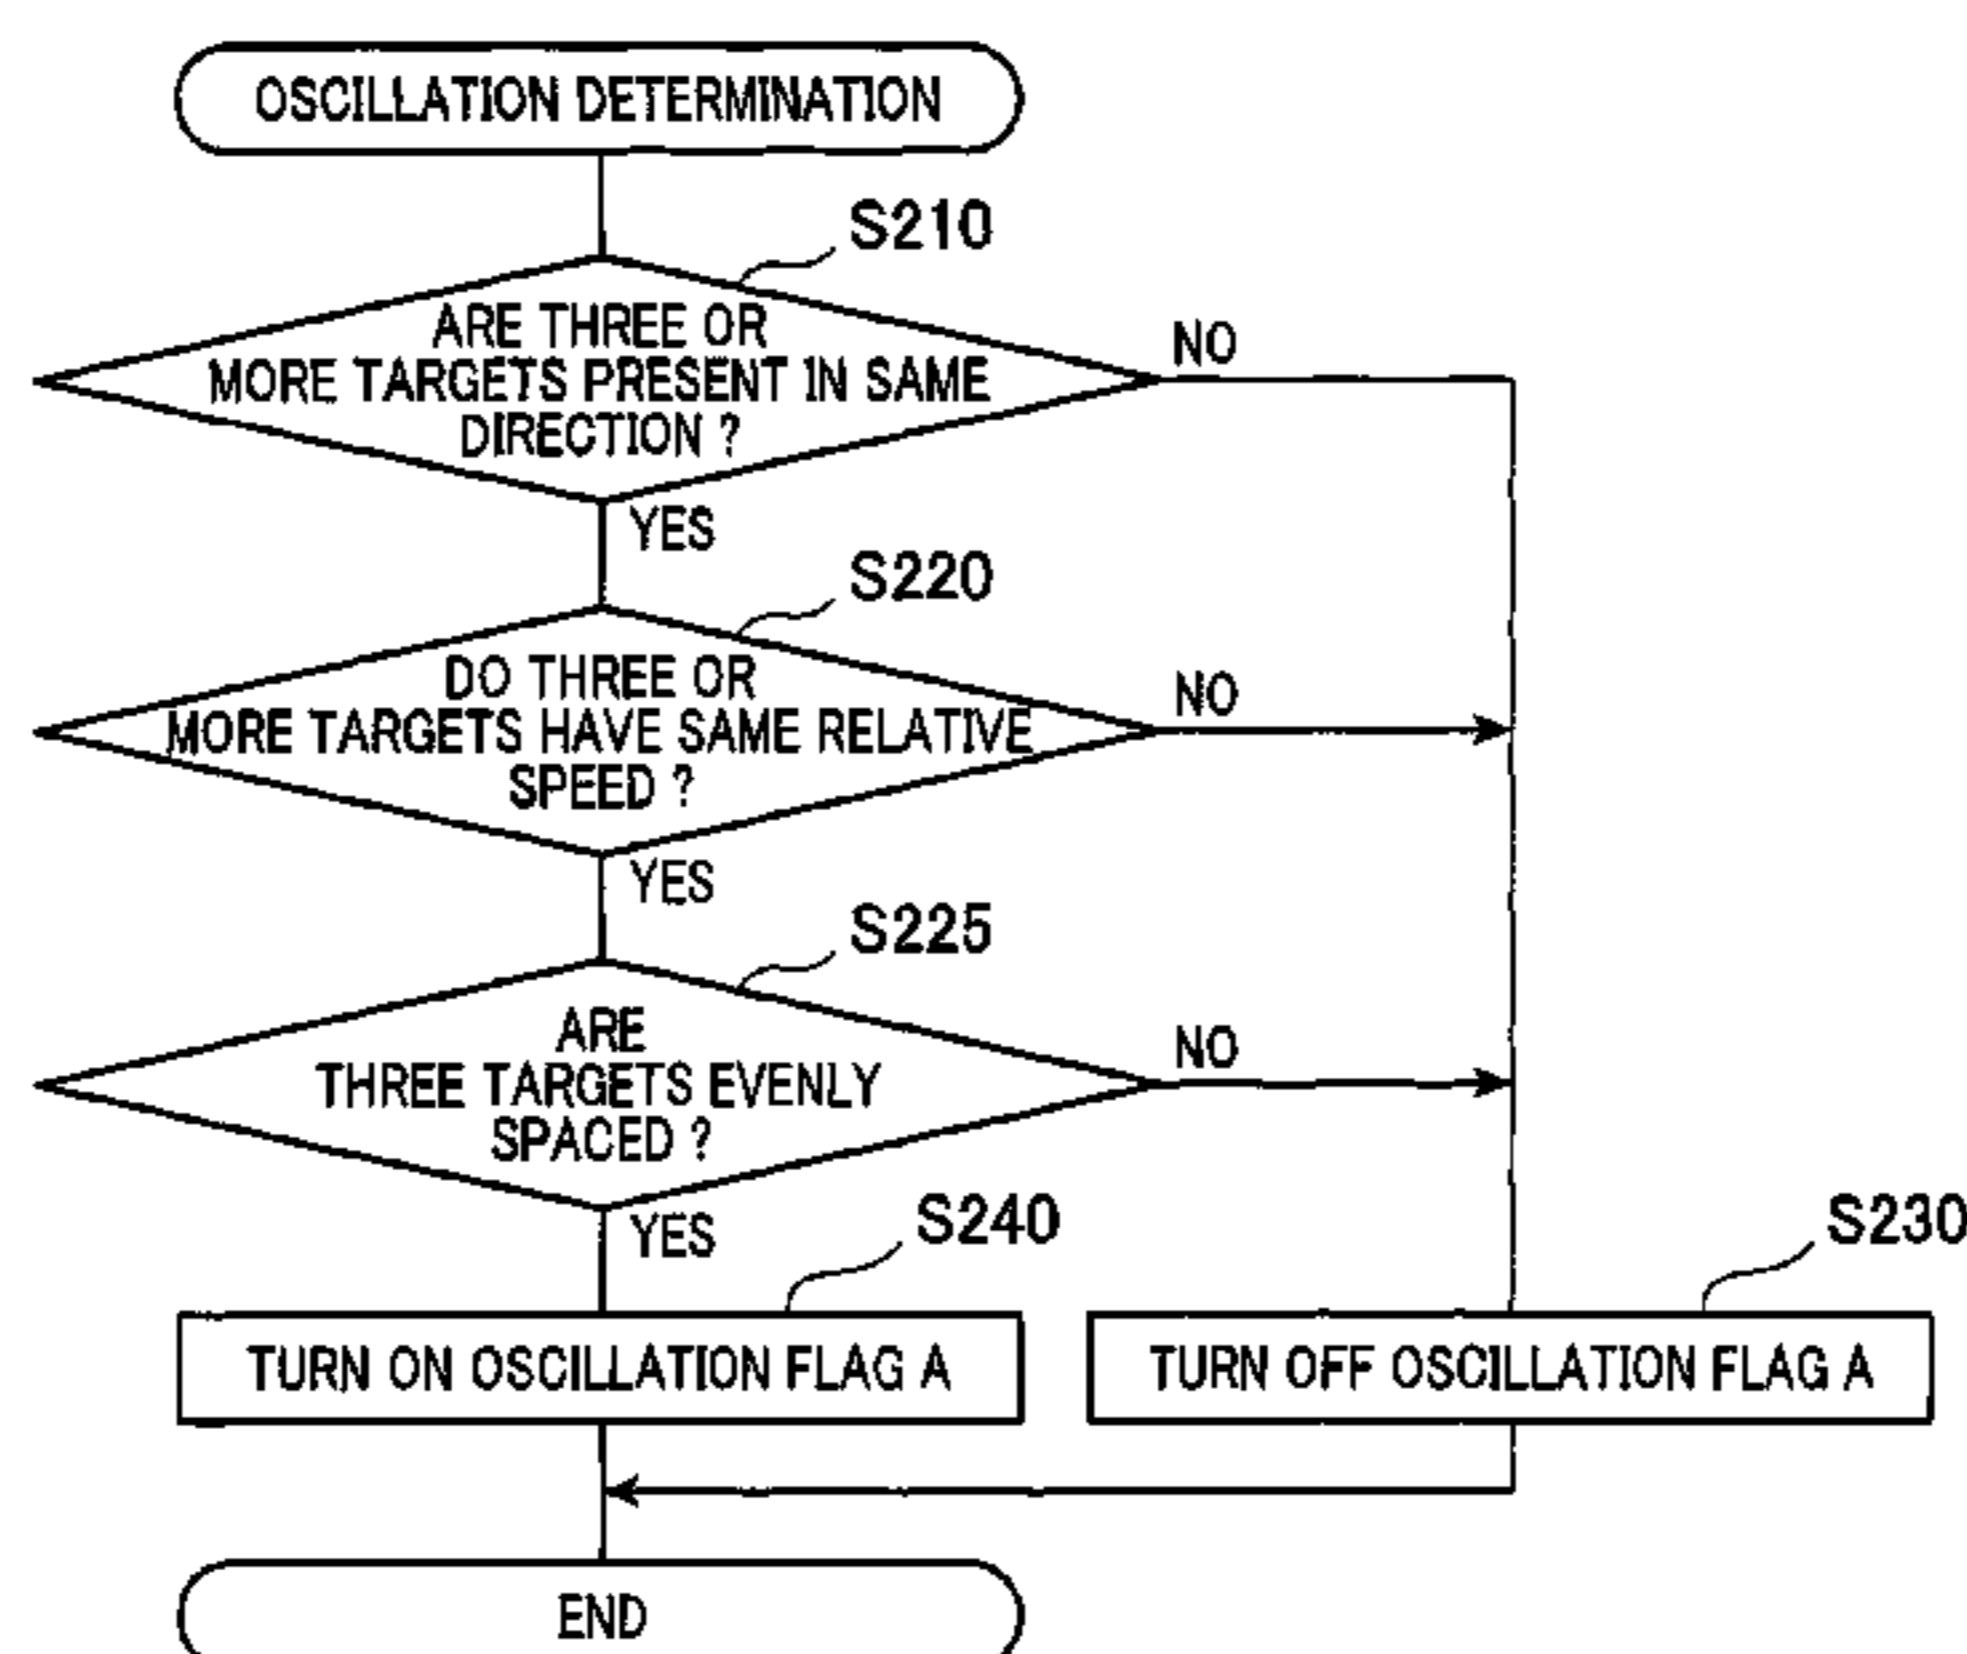 OSCILLATION DETERMINATION
S210
ARE THREE OR
MORE TARGETS PRESENT IN SAME
DIRECTION ?
NO
YES
S220
DO THREE OR
MORE TARGETS HAVE SAME RELATIVE
SPEED ?
NO
YES
S225
ARE
THREE TARGETS EVENLY
SPACED ?
NO
YES
S240
S230
TURN ON OSCILLATION FLAG A
TURN OFF OSCILLATION FLAG A
END